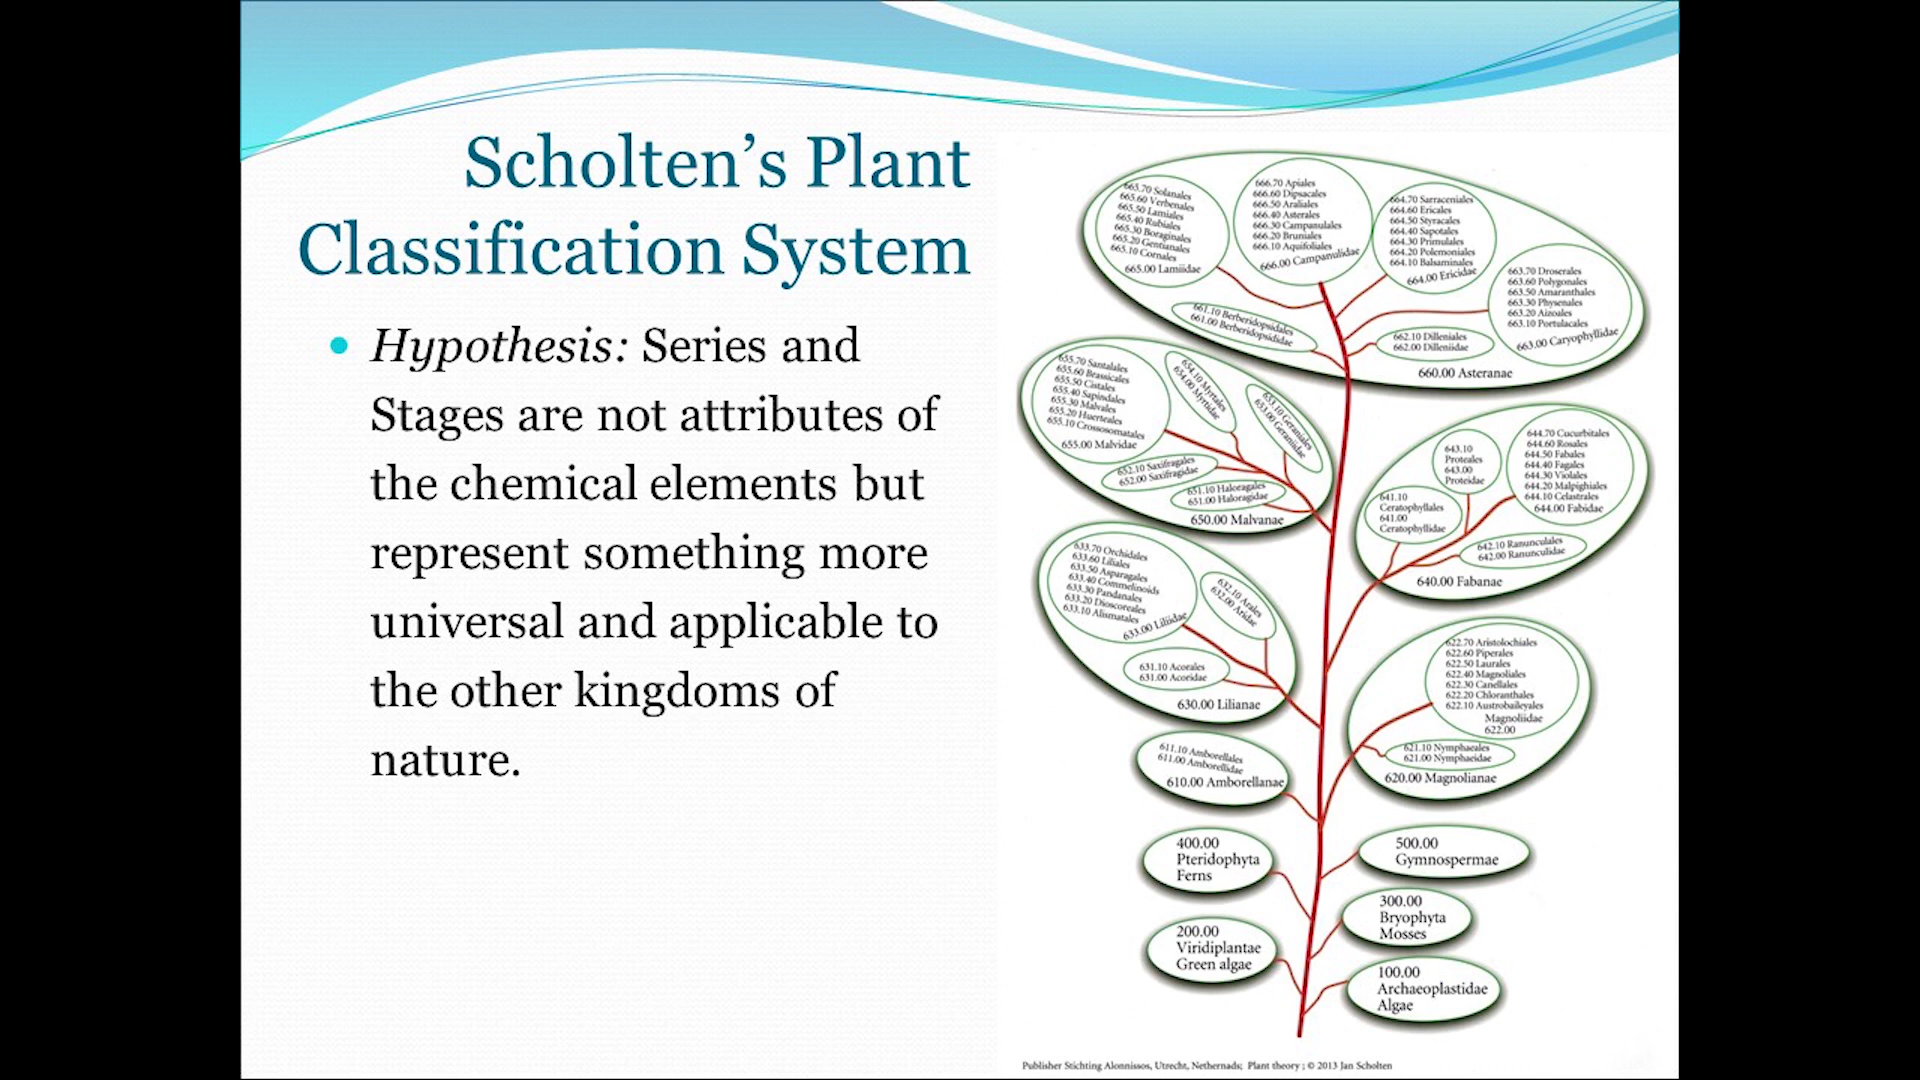 Scholten’s Plant
Classification System
Hypothesis: Series and
Stages are not attributes of
the chemical elements but
represent something more
universal and applicable to
the other kingdoms of
nature.
665.70 Solanales
665.60 Verbenales
665.50 Lamiales
665.40 Rubiales
665.30 Boraginales
665.20 Gentianales
665.10 Cornales
665.00 Lamiidae
666.70 Apiales
666.60 Dipsacales
666.50 Araliales
666.40 Asterales
666.30 Campanulales
666.20 Bruniales
666.10 Aquifoliales
666.00 Campanulidae
664.70 Sarraceniales
664.60 Ericales
664.50 Styracales
664.40 Sapotales
664.30 Primulales
664.20 Polemoniales
664.10 Balsaminales
664.00 Ericidae
663.70 Droserales
663.60 Polygonales
663.50 Amaranthales
663.30 Physenales
663.20 Aizoales
663.10 Portulacales
663.00 Caryophyllidae
661.10 Berberidopsidales
661.00 Berberidopsididae
662.10 Dilleniales
662.00 Dilleniidae
660.00 Asteranae
655.70 Santalales
655.60 Brassicales
655.50 Cistales
655.40 Sapindales
655.30 Malvales
655.20 Huerteales
655.10 Crossosomatales
655.00 Malvidae
654.10 Myrtales
654.00 Myrtidae
653.10 Geraniales
653.00 Geraniidae
652.10 Saxifragales
652.00 Saxifragidae
651.10 Haloragales
651.00 Haloragidae
650.00 Malvanae
643.10
Proteales
643.00
Proteidae
644.70 Cucurbitales
644.60 Rosales
644.50 Fabales
644.40 Fagales
644.30 Violales
644.20 Malpighiales
644.10 Celastrales
644.00 Fabidae
641.10
Ceratophyllales
641.00
Ceratophyllidae
642.10 Ranunculales
642.00 Ranunculidae
640.00 Fabanae
633.70 Orchidales
633.60 Liliales
633.50 Asparagales
633.40 Commelinoids
633.30 Pandanales
633.20 Dioscoreales
633.10 Alismatales
633.00 Liliidae
632.10 Arales
632.00 Aridae
631.10 Acorales
631.00 Acoridae
630.00 Lilianae
622.70 Aristolochiales
622.60 Piperales
622.50 Laurales
622.40 Magnoliales
622.30 Canellales
622.20 Chloranthales
622.10 Austrobaileyales
Magnoliidae
622.00
621.10 Nymphaeales
621.00 Nymphaeidae
620.00 Magnolianae
611.10 Amborellales
611.00 Amborellidae
610.00 Amborellanae
400.00
Pteridophyta
Ferns
500.00
Gymnospermae
300.00
Bryophyta
Mosses
200.00
Viridiplantae
Green algae
100.00
Archaeoplastidae
Algae
Publisher Stichting Alonnissos, Utrecht, Nethernads; Plant theory ; © 2013 Jan Scholten